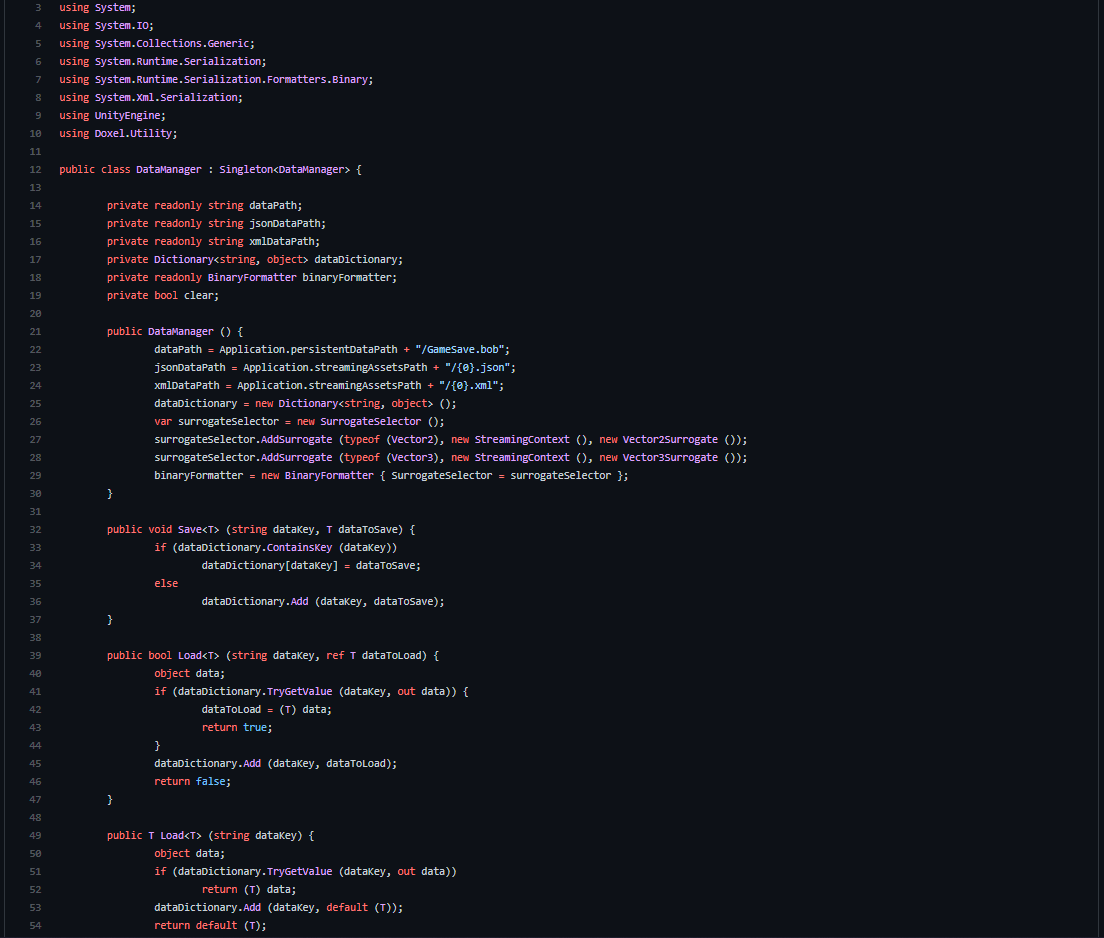 3 using System;
4 using System.IO;
5 using System.Collections.Generic;
6 using System.Runtime.Serialization;
7 using System.Runtime.Serialization.Formatters.Binary;
8 using System.Xml.Serialization;
9 using UnityEngine;
10 using Doxel.Utility;
11
12 public class DataManager : Singleton<DataManager> {
13
14 private readonly string dataPath;
15 private readonly string jsonDataPath;
16 private readonly string xmlDataPath;
17 private Dictionary<string, object> dataDictionary;
18 private readonly BinaryFormatter binaryFormatter;
19 private bool clear;
20
21 public DataManager () {
22 dataPath = Application.persistentDataPath + "/GameSave.bob";
23 jsonDataPath = Application.streamingAssetsPath + "/{0}.json";
24 xmlDataPath = Application.streamingAssetsPath + "/{0}.xml";
25 dataDictionary = new Dictionary<string, object> ();
26 var surrogateSelector = new SurrogateSelector ();
27 surrogateSelector.AddSurrogate (typeof (Vector2), new StreamingContext (), new Vector2Surrogate ());
28 surrogateSelector.AddSurrogate (typeof (Vector3), new StreamingContext (), new Vector3Surrogate ());
29 binaryFormatter = new BinaryFormatter { SurrogateSelector = surrogateSelector };
30 }
31
32 public void Save<T> (string dataKey, T dataToSave) {
33 if (dataDictionary.ContainsKey (dataKey))
34 dataDictionary[dataKey] = dataToSave;
35 else
36 dataDictionary.Add (dataKey, dataToSave);
37 }
38
39 public bool Load<T> (string dataKey, ref T dataToLoad) {
40 object data;
41 if (dataDictionary.TryGetValue (dataKey, out data)) {
42 dataToLoad = (T) data;
43 return true;
44 }
45 dataDictionary.Add (dataKey, dataToLoad);
46 return false;
47 }
48
49 public T Load<T> (string dataKey) {
50 object data;
51 if (dataDictionary.TryGetValue (dataKey, out data))
52 return (T) data;
53 dataDictionary.Add (dataKey, default (T));
54 return default (T);